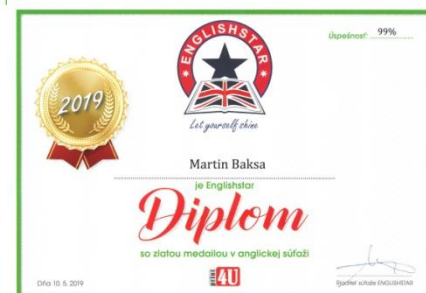 Úspešnosť: 99%
ENGLISHSTAR
Let yourself shine
2019
Martin Baksa
je Englishstar
Diplom
so zlatou medailou v anglickej súťaži
4U
Dňa 10. 5. 2019
súťaže ENGLISHSTAR